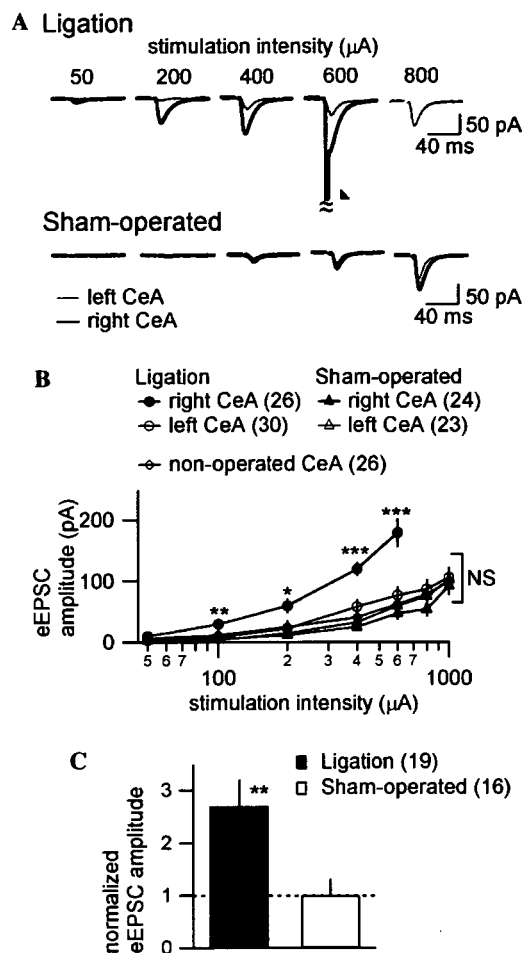 A Ligation
stimulation intensity (μA)
50 200 400 600 800
50 pA
40 ms
≈
Sham-operated
left CeA
right CeA
50 pA
40 ms
B
Ligation Sham-operated
right CeA (26) right CeA (24)
left CeA (30) left CeA (23)
non-operated CeA (26)
eEPSC
amplitude (pA)
200
100
0
** * *** ***
NS
5 6 7 100 2 3 4 5 6 7 1000
stimulation intensity (μA)
C
Ligation (19)
Sham-operated (16)
normalized
eEPSC amplitude
3
2
1
0
**